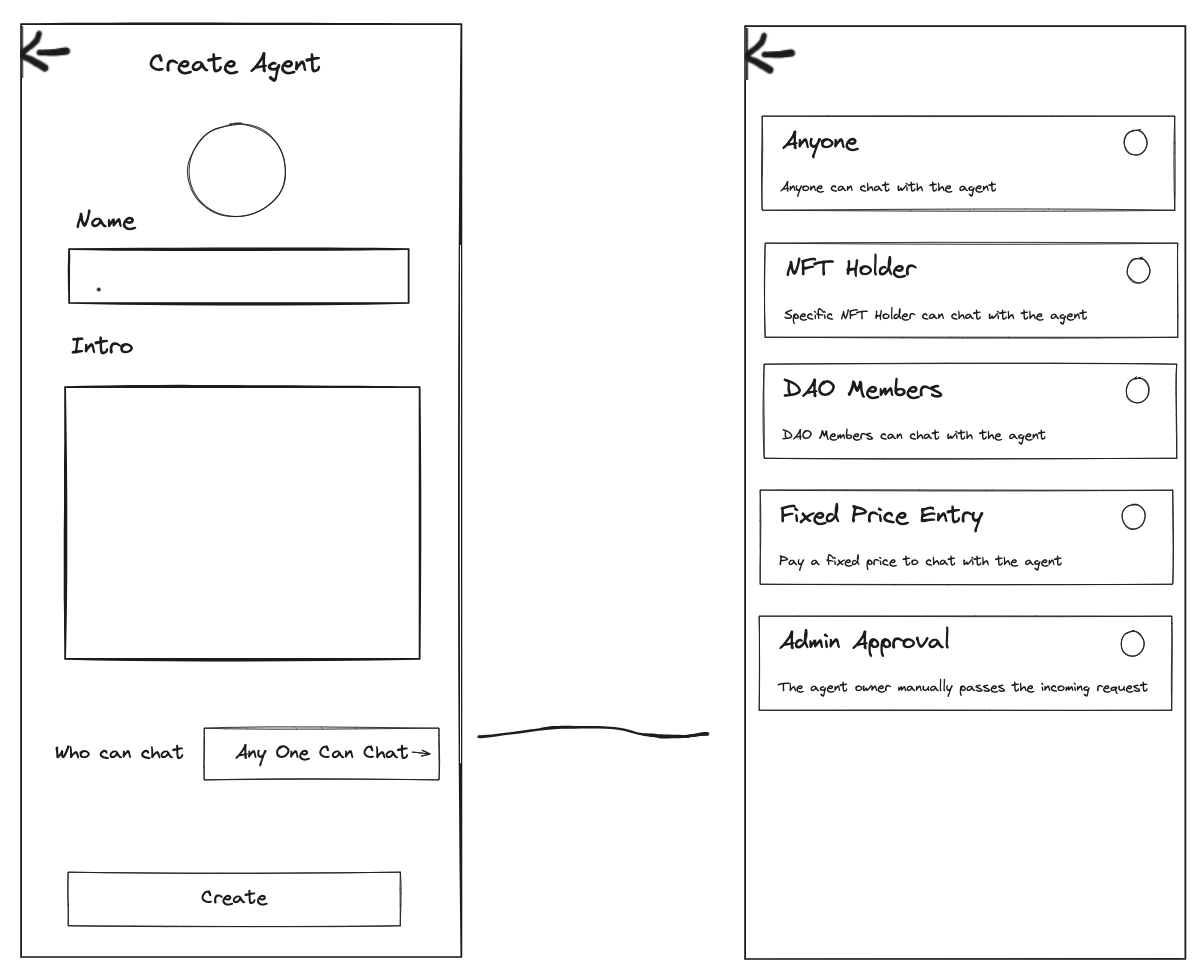 Create Agent
Name
Intro
Who can chat
Any One Can Chat
Create
Anyone
Anyone can chat with the agent
NFT Holder
Specific NFT Holder can chat with the agent
DAO Members
DAO Members can chat with the agent
Fixed Price Entry
Pay a fixed price to chat with the agent
Admin Approval
The agent owner manually passes the incoming request